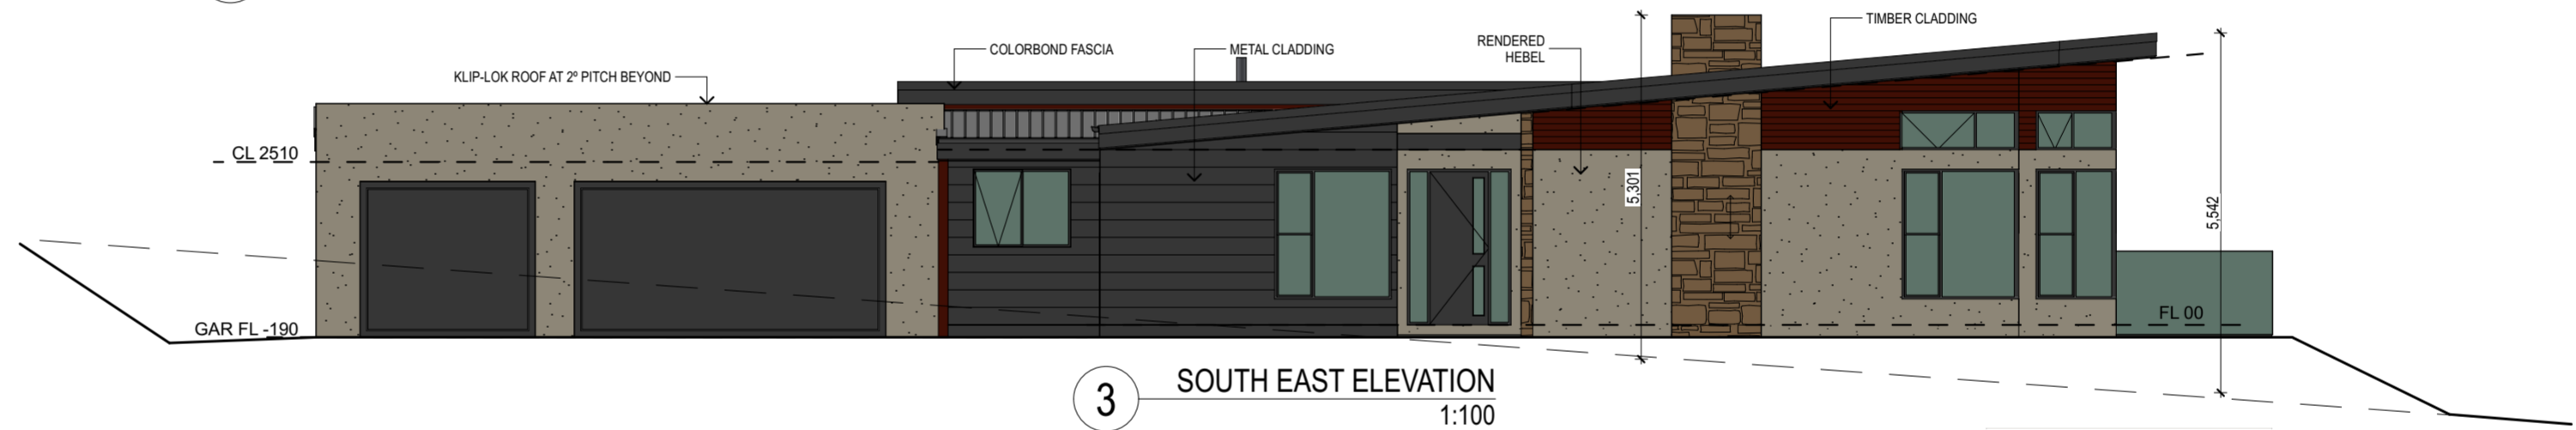 TIMBER CLADDING
COLORBOND FASCIA
METAL CLADDING
RENDERED
HEBEL
KLIP-LOK ROOF AT 2º PITCH BEYOND
CL 2510
5,301
5,542
GAR FL -190
FL 00
3
SOUTH EAST ELEVATION
1:100